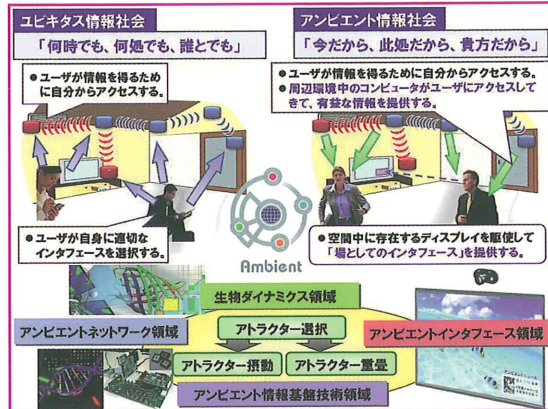 ユビキタス情報社会
「何時でも、何処でも、誰とでも」
● ユーザが情報を得るため
に自分からアクセスする。
● ユーザが自身に適切な
インタフェースを選択する。
アンビエント情報社会
「今だから、此処だから、貴方だから」
● ユーザが情報を得るために自分からアクセスする。
● 周辺環境中のコンピュータがユーザにアクセスして
きて、有益な情報を提供する。
● 空間中に存在するディスプレイを駆使して
「場としてのインタフェース」を提供する。
Ambient
生物ダイナミクス領域
アンビエントネットワーク領域
アトラクター選択
アンビエントインタフェース領域
アトラクター摂動
アトラクター重畳
アンビエント情報基盤技術領域